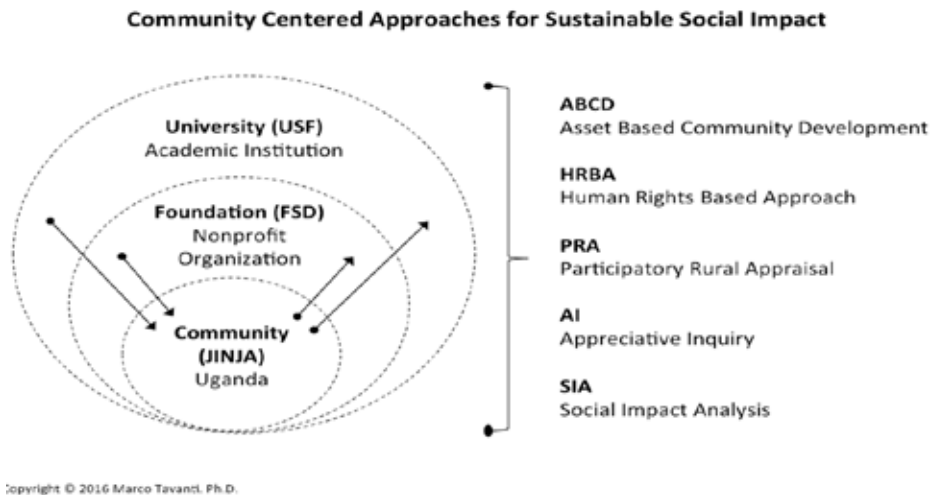 Community Centered Approaches for Sustainable Social Impact
University (USF)
Academic Institution
Foundation (FSD)
Nonprofit
Organization
Community
(JINJA)
Uganda
ABCD
Asset Based Community Development
HRBA
Human Rights Based Approach
PRA
Participatory Rural Appraisal
AI
Appreciative Inquiry
SIA
Social Impact Analysis
Copyright © 2016 Marco Tavanti, Ph.D.